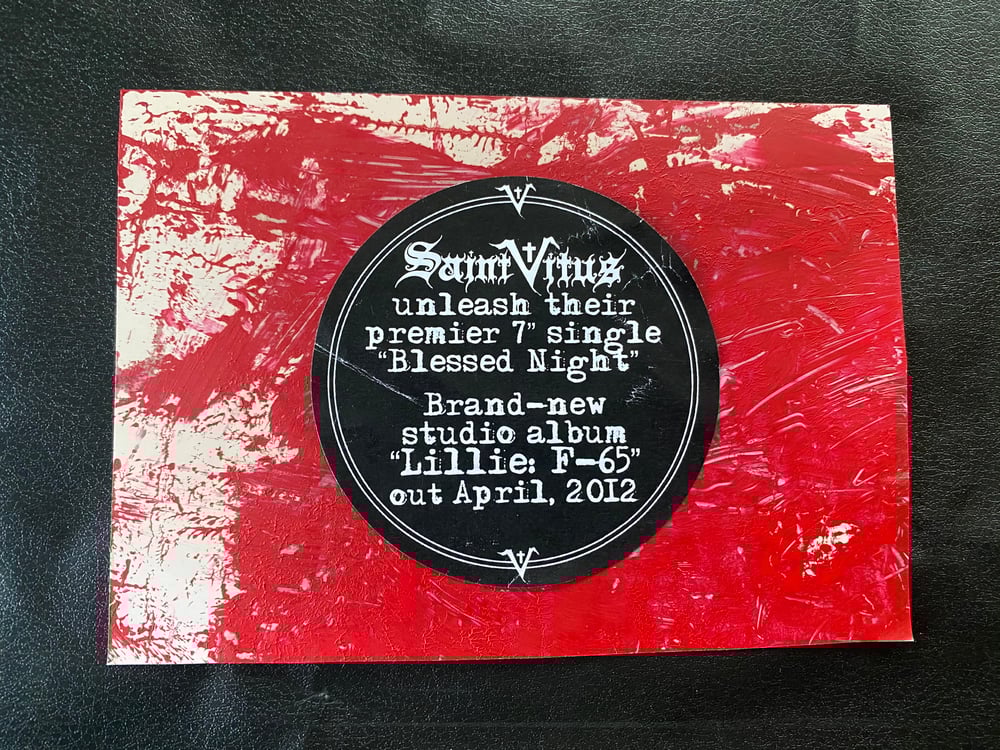 Saint Vitus
unleash their
premier 7” single
“Blessed Night”
Brand-new
studio album
“Lillie: F-65”
out April, 2012